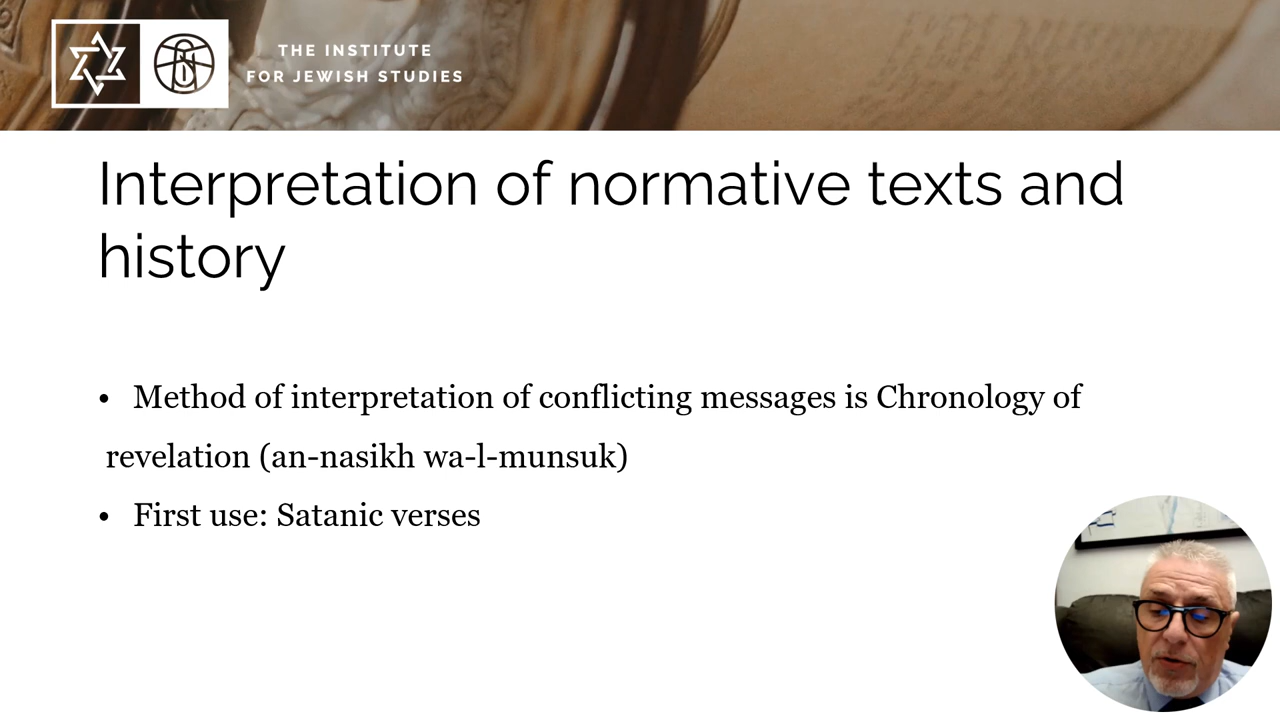 THE INSTITUTE
FOR JEWISH STUDIES
Interpretation of normative texts and
history
• Method of interpretation of conflicting messages is Chronology of
revelation (an-nasikh wa-l-munsuk)
• First use: Satanic verses